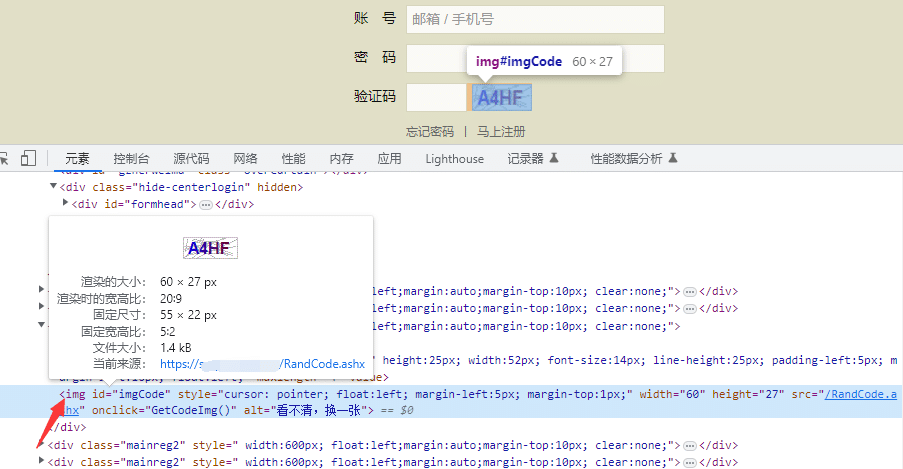 账 号 邮箱 / 手机号
密 码
img#imgCode 60 × 27
验证码 A4HF
忘记密码 | 马上注册
元素 控制台 源代码 网络 性能 内存 应用 Lighthouse 记录器 性能数据分析
<div class="hide-centerlogin" hidden>
<div id="formhead"> … </div>
A4HF
渲染的大小: 60 × 27 px
渲染时的宽高比: 20:9
固定尺寸: 55 × 22 px
固定宽高比: 5:2
文件大小: 1.4 kB
当前来源: https://s /RandCode.ashx
:left;margin:auto;margin-top:10px; clear:none;"> … </div>
:left;margin:auto;margin-top:10px; clear:none;"> … </div>
:left;margin:auto;margin-top:10px; clear:none;">
" height:25px; width:52px; font-size:14px; line-height:25px; padding-left:5px; m
value>
<img id="imgCode" style="cursor: pointer; float:left; margin-left:5px; margin-top:1px;" width="60" height="27" src="/RandCode.a
shx" onclick="GetCodeImg()" alt="看不清，换一张"> == $0
</div>
<div class="mainreg2" style=" width:600px; float:left;margin:auto;margin-top:10px; clear:none;"> … </div>
<div class="mainreg2" style=" width:600px; float:left;margin:auto;margin-top:10px; clear:none;"> … </div>